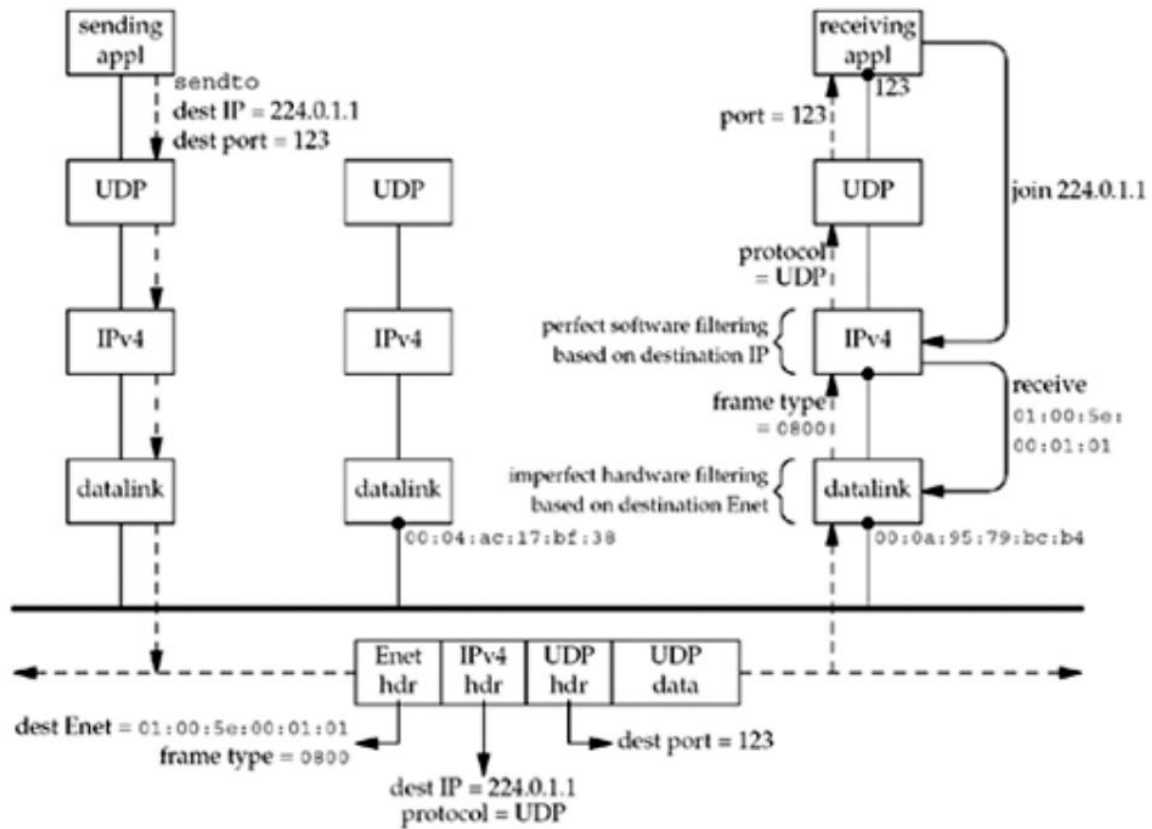 sending
appl
sendto
dest IP = 224.0.1.1
dest port = 123
UDP
IPv4
datalink
UDP
IPv4
datalink
00:04:ac:17:bf:38
receiving
appl
123
port = 123
UDP
join 224.0.1.1
protocol
= UDP
perfect software filtering
based on destination IP
IPv4
receive
01:00:5e:
00:01:01
frame type
= 0800
imperfect hardware filtering
based on destination Enet
datalink
00:0a:95:79:bc:b4
Enet
hdr
IPv4
hdr
UDP
hdr
UDP
data
dest Enet = 01:00:5e:00:01:01
frame type = 0800
dest IP = 224.0.1.1
protocol = UDP
dest port = 123